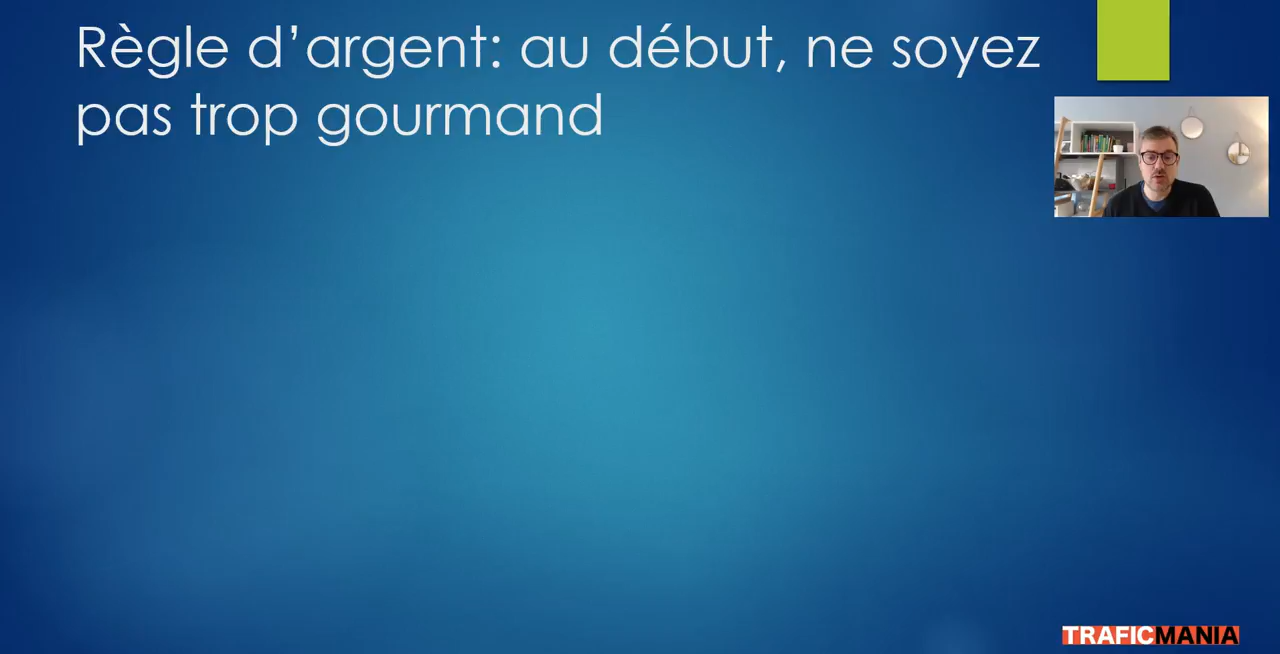 Règle d’argent: au début, ne soyez
pas trop gourmand
TRAFICMANIA